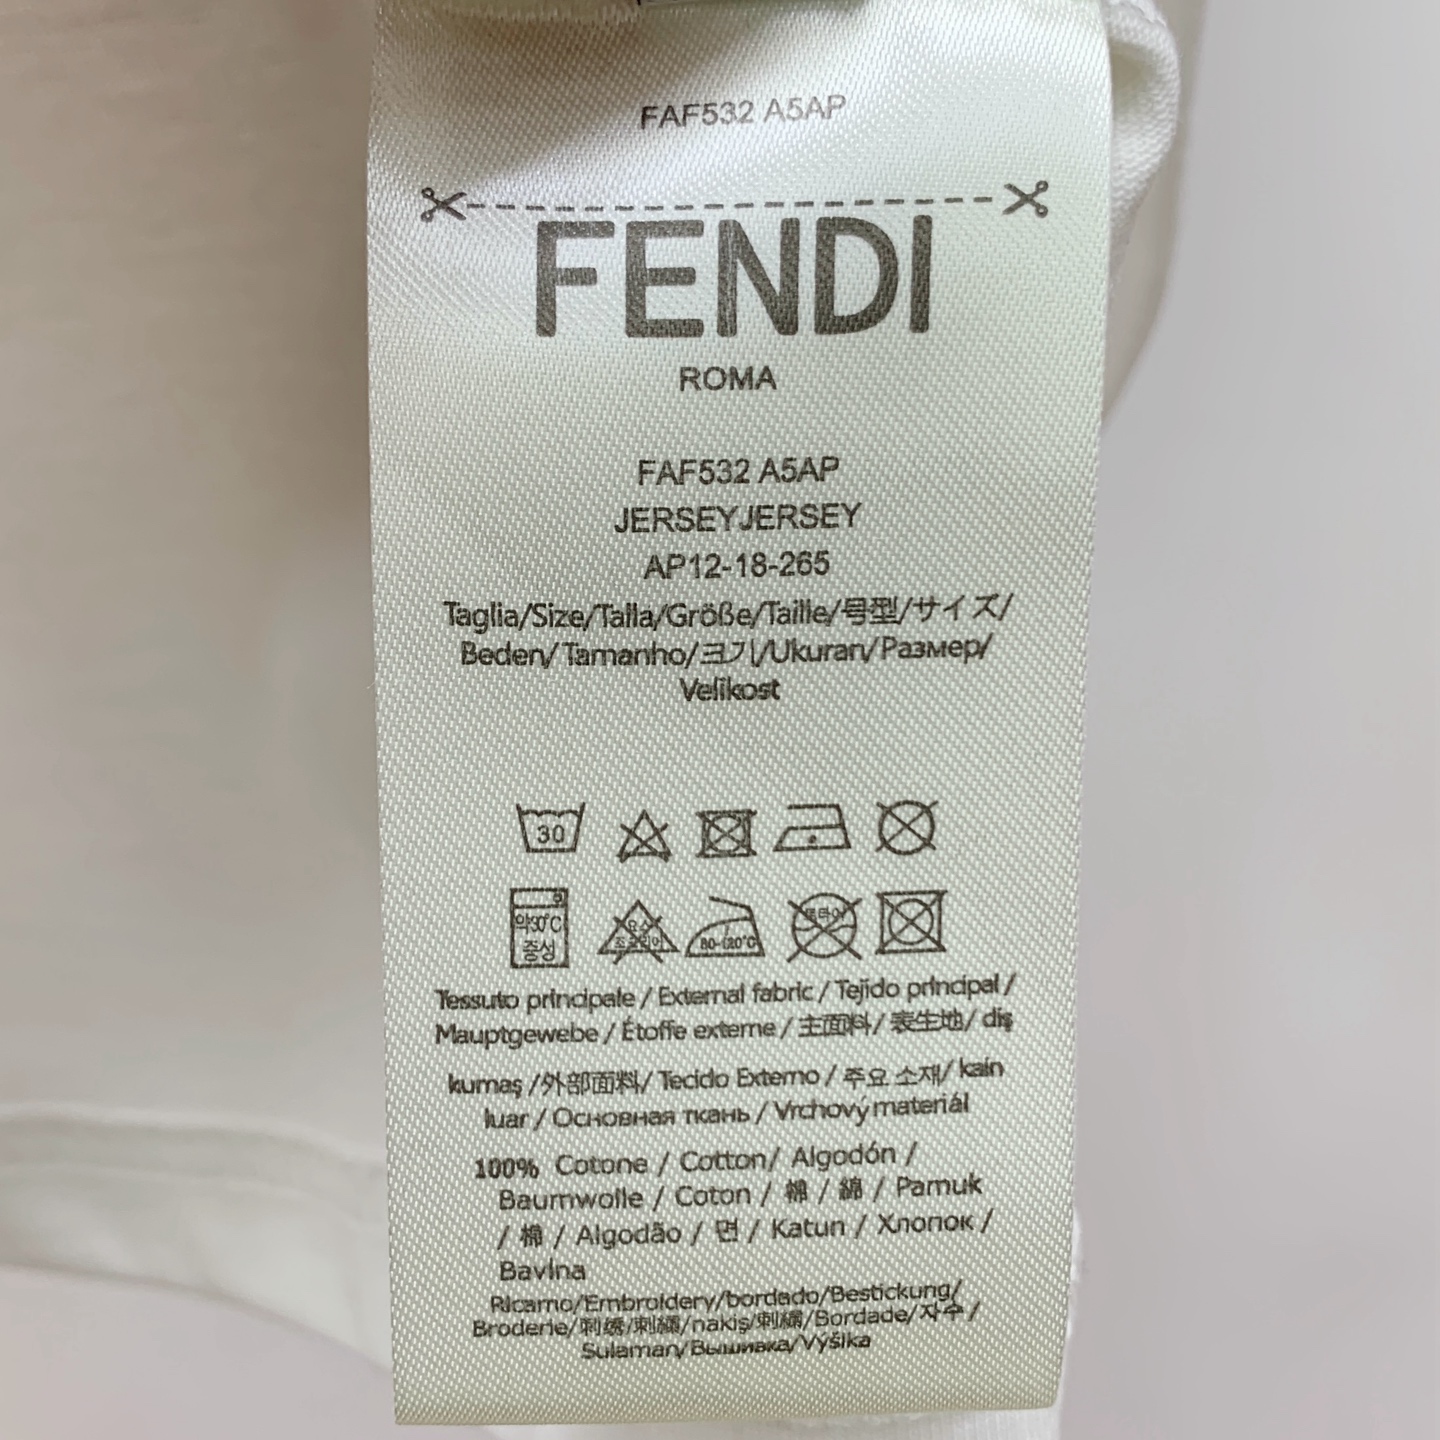 FAF532 A5AP
FENDI
ROMA
FAF532 A5AP
JERSEYJERSEY
AP12-18-265
Taglia/Size/Talla/Größe/Taille/号型/サイズ/
Beden/Tamanho/크기/Ukuran/Размер/
Velikost
30
약30°C
중성
80-120°C
Tessuto principale / External fabric / Tejido principal /
Mauptgewebe / Étoffe externe / 主面料 / 表生地 / diş
kumaş /外部面料/ Tecido Externo / 주요 소재/ kain
luar / Основная ткань / Vrchový materiál
100% Cotone / Cotton/ Algodón /
Baumwolle / Coton / 棉 / 綿 / Pamuk
/ 棉 / Algodão / 면 / Katun / Хлопок /
Bavlna
Ricamo/Embroidery/bordado/Bestickung/
Broderie/刺绣/刺繍/nakiş/刺繡/Bordade/자수/
Sulaman/Вышивка/Výšika